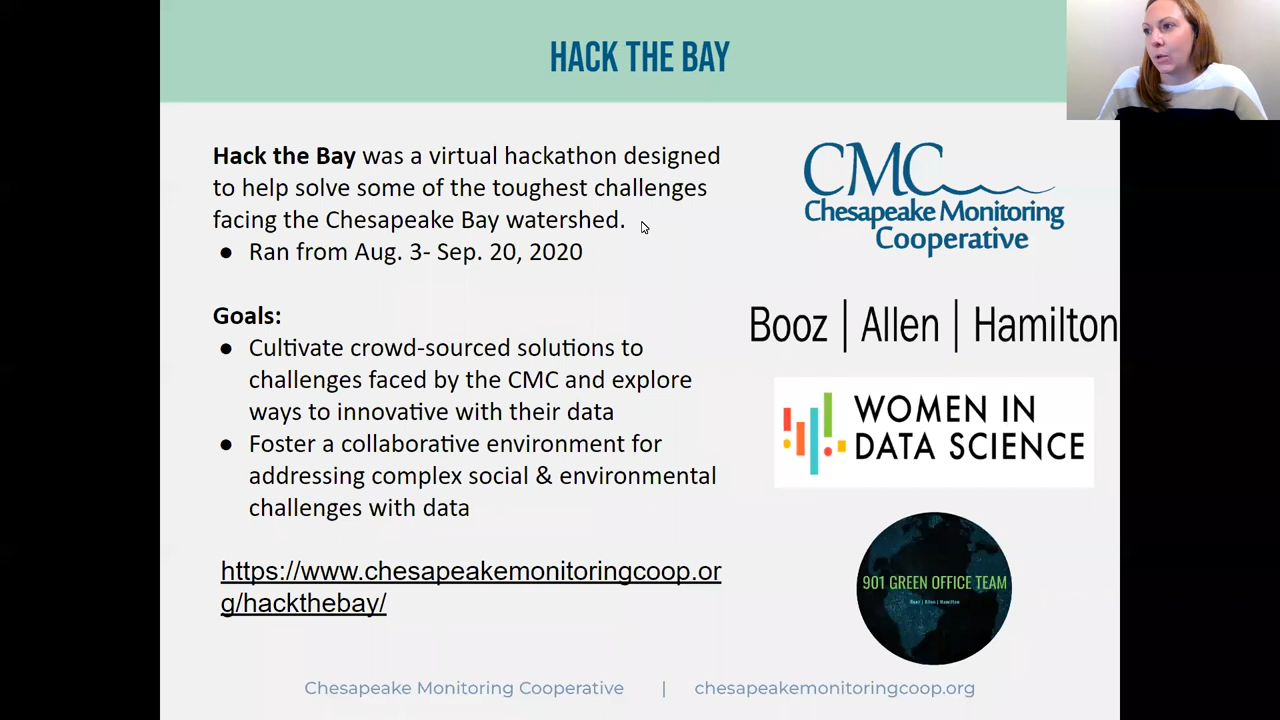 HACK THE BAY
Hack the Bay was a virtual hackathon designed
to help solve some of the toughest challenges
facing the Chesapeake Bay watershed.
● Ran from Aug. 3- Sep. 20, 2020
Goals:
● Cultivate crowd-sourced solutions to
challenges faced by the CMC and explore
ways to innovative with their data
● Foster a collaborative environment for
addressing complex social & environmental
challenges with data
https://www.chesapeakemonitoringcoop.or
g/hackthebay/
CMC
Chesapeake Monitoring
Cooperative
Booz | Allen | Hamilton
WOMEN IN
DATA SCIENCE
901 GREEN OFFICE TEAM
Booz | Allen | Hamilton
Chesapeake Monitoring Cooperative | chesapeakemonitoringcoop.org